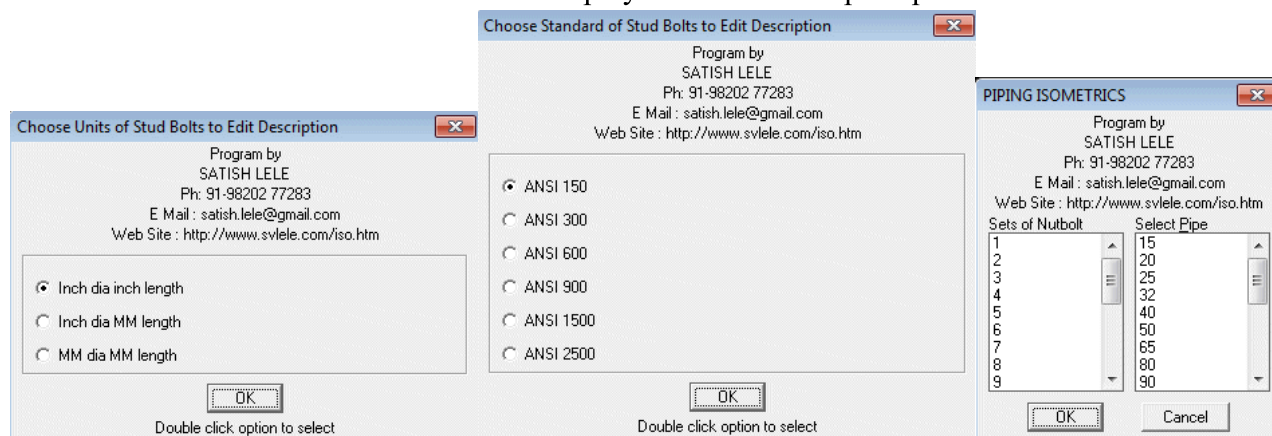 Choose Units of Stud Bolts to Edit Description
Program by
SATISH LELE
Ph: 91-98202 77283
E Mail : satish.lele@gmail.com
Web Site : http://www.svlele.com/iso.htm
Inch dia inch length
Inch dia MM length
MM dia MM length
OK
Double click option to select
Choose Standard of Stud Bolts to Edit Description
Program by
SATISH LELE
Ph: 91-98202 77283
E Mail : satish.lele@gmail.com
Web Site : http://www.svlele.com/iso.htm
ANSI 150
ANSI 300
ANSI 600
ANSI 900
ANSI 1500
ANSI 2500
OK
Double click option to select
PIPING ISOMETRICS
Program by
SATISH LELE
Ph: 91-98202 77283
E Mail : satish.lele@gmail.com
Web Site : http://www.svlele.com/iso.htm
Sets of Nutbolt
1
2
3
4
5
6
7
8
9
Select Pipe
15
20
25
32
40
50
65
80
90
OK
Cancel